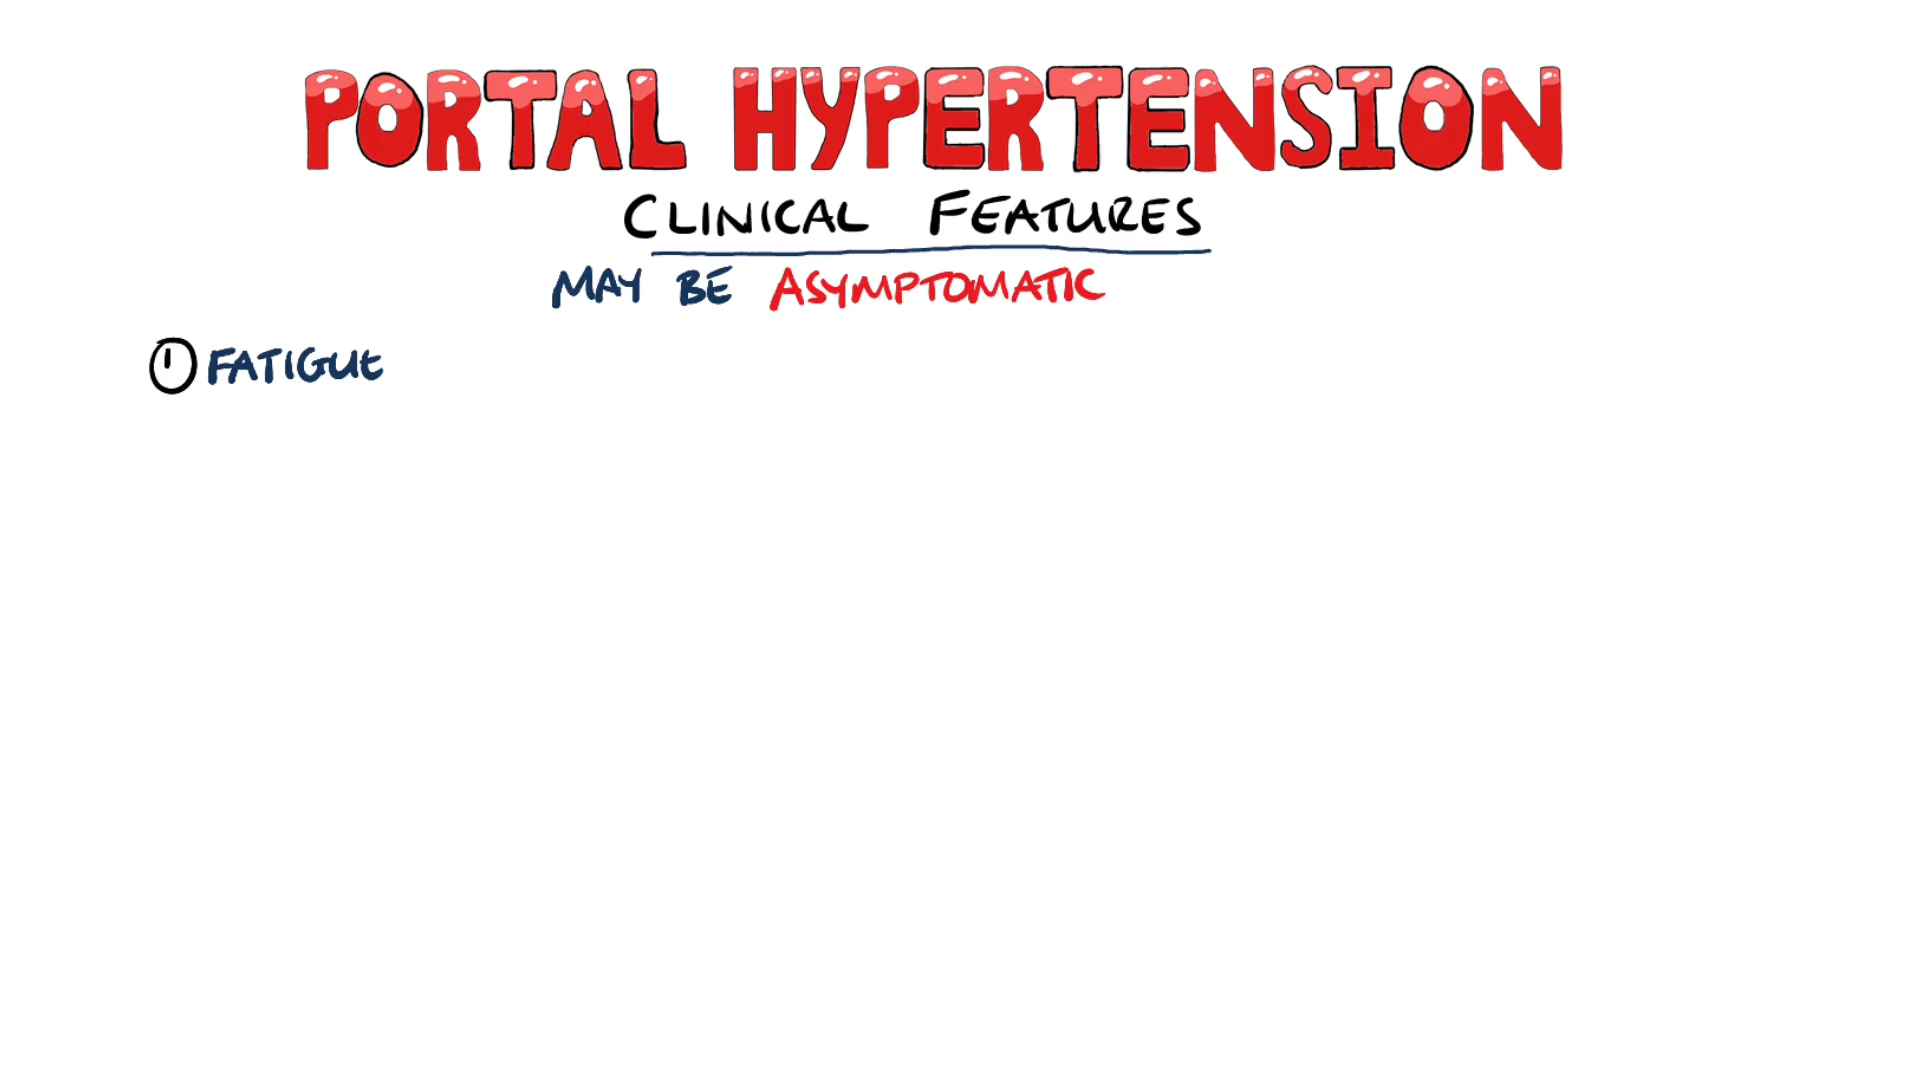 PORTAL HYPERTENSION
CLINICAL FEATURES
MAY BE ASYMPTOMATIC
1 FATIGUE